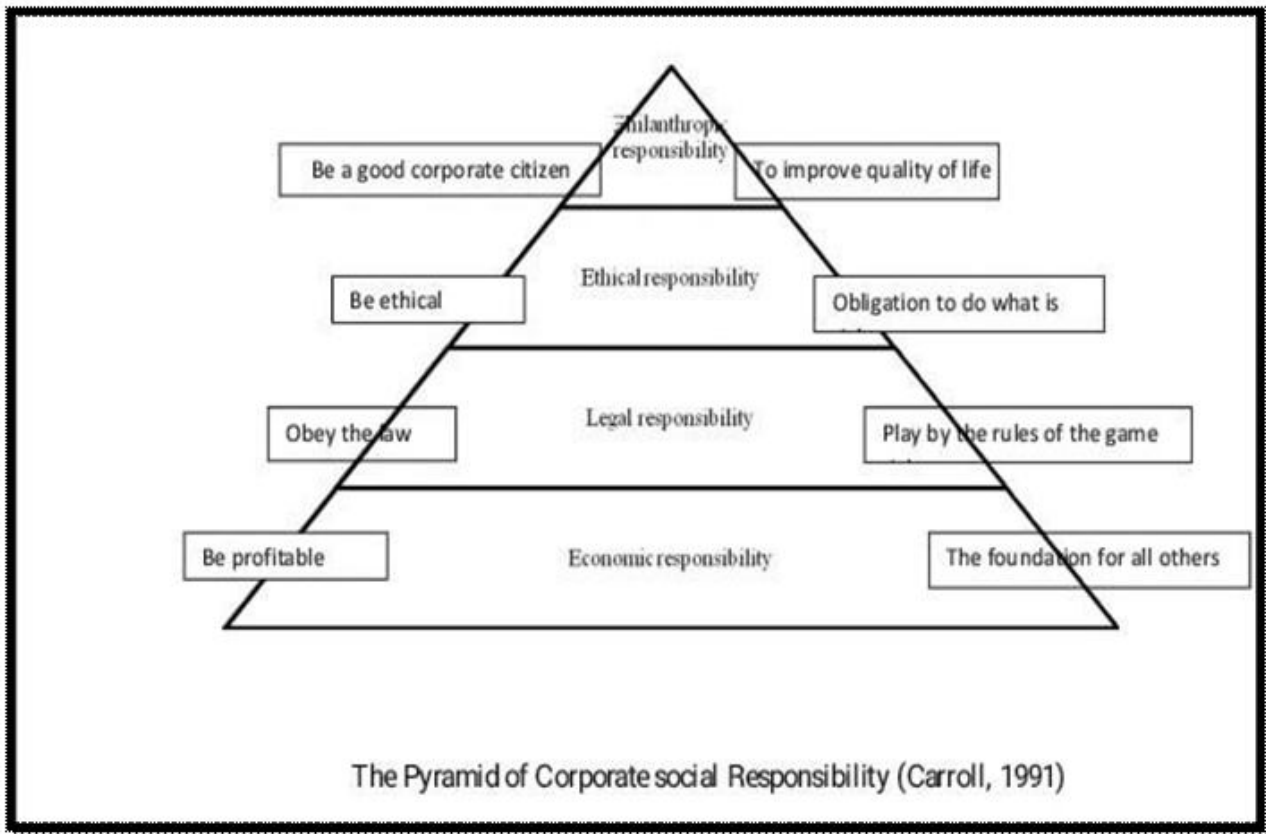 responsibility
Be a good corporate citizen
To improve quality of life
Ethical responsibility
Be ethical
Obligation to do what is
Legal responsibility
Obey the law
Play by the rules of the game
Economic responsibility
Be profitable
The foundation for all others
The Pyramid of Corporate social Responsibility (Carroll, 1991)